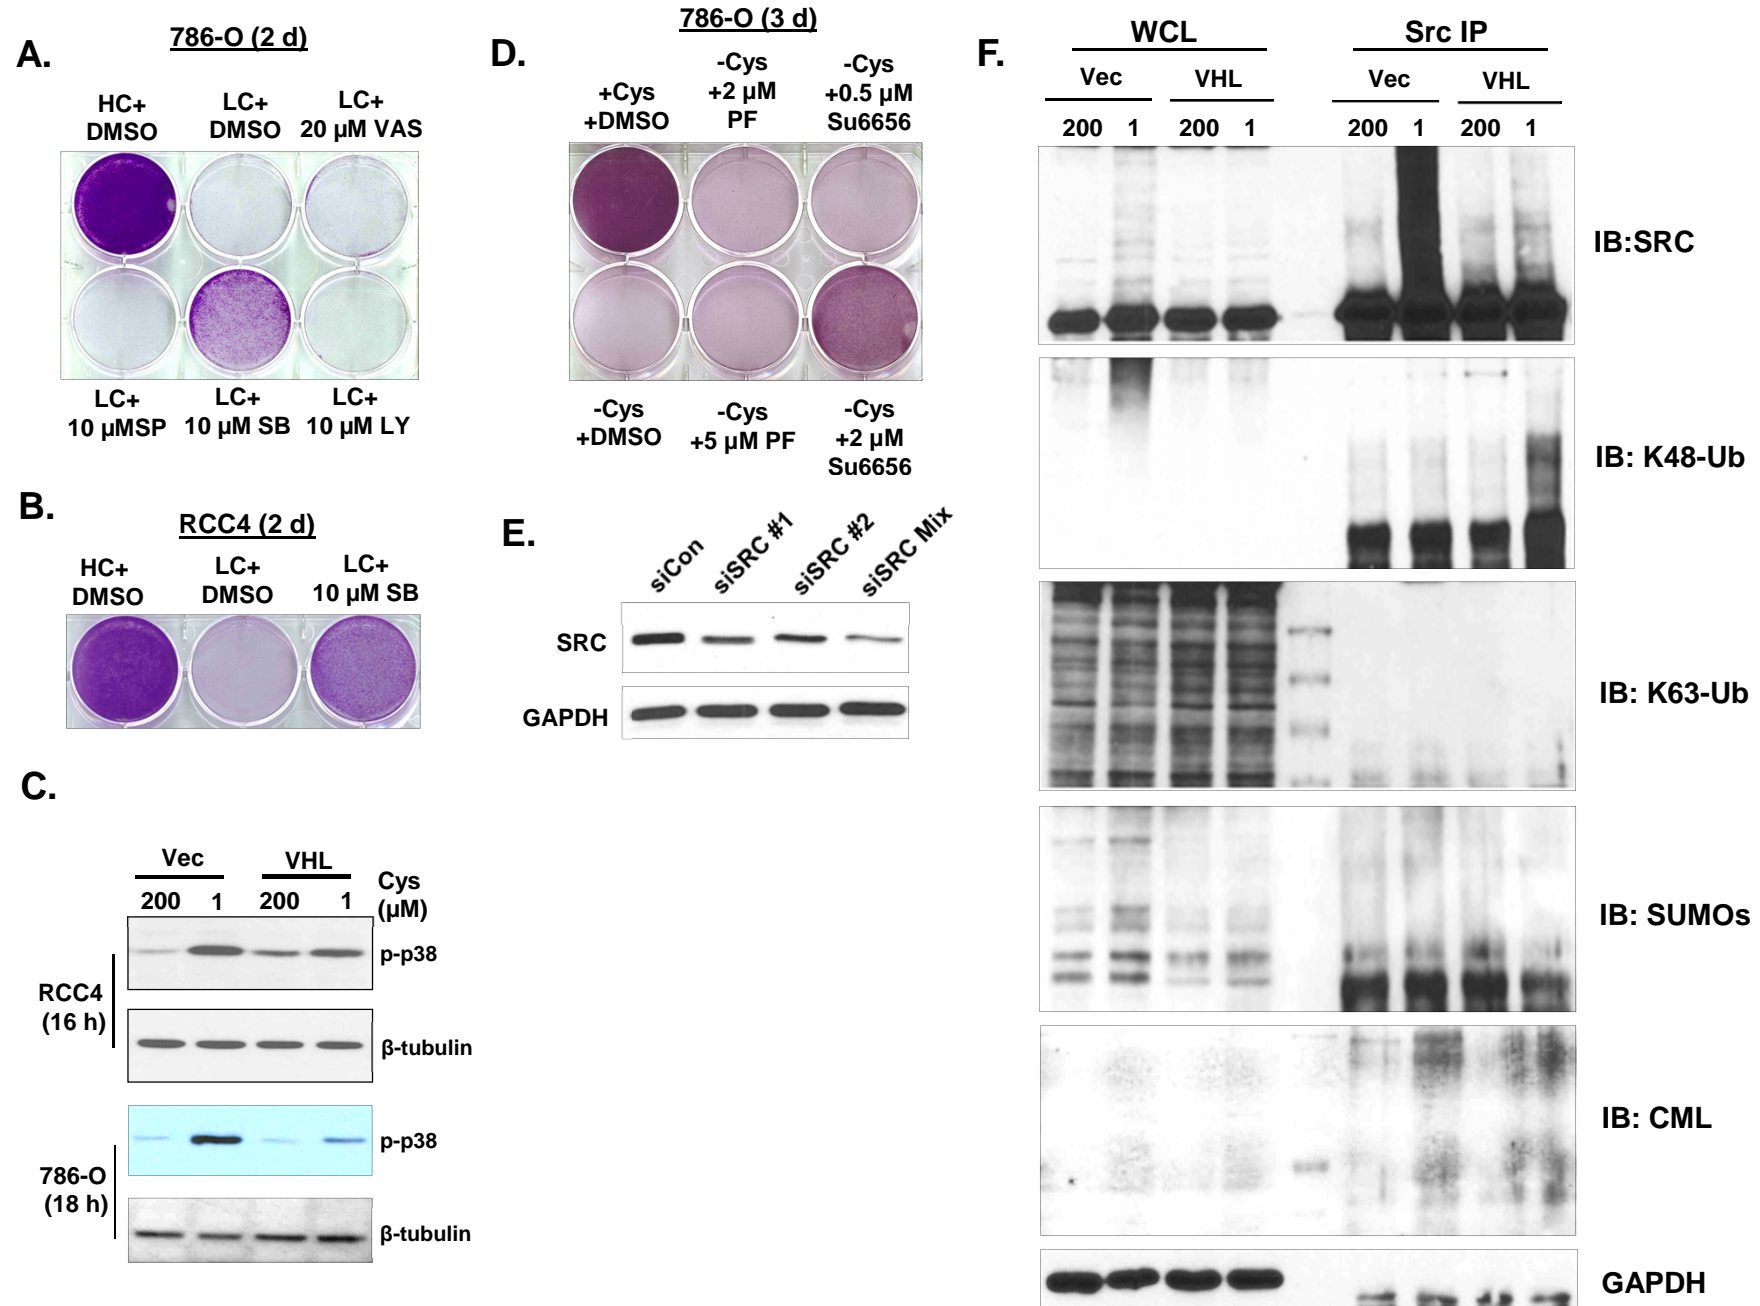 A.
786-O (2 d)
HC+
DMSO
LC+
DMSO
LC+
20 µM VAS
LC+
10 µMSP
LC+
10 µM SB
LC+
10 µM LY
B.
RCC4 (2 d)
HC+
DMSO
LC+
DMSO
LC+
10 µM SB
C.
Vec
VHL
200
1
200
1
Cys
(µM)
RCC4
(16 h)
p-p38
β-tubulin
786-O
(18 h)
p-p38
β-tubulin
D.
786-O (3 d)
+Cys
+DMSO
-Cys
+2 µM
PF
-Cys
+0.5 µM
Su6656
-Cys
+DMSO
-Cys
+5 µM PF
-Cys
+2 µM
Su6656
E.
siCon
siSRC #1
siSRC #2
siSRC Mix
SRC
GAPDH
F.
WCL
Src IP
Vec
VHL
Vec
VHL
200
1
200
1
200
1
200
1
IB:SRC
IB: K48-Ub
IB: K63-Ub
IB: SUMOs
IB: CML
GAPDH